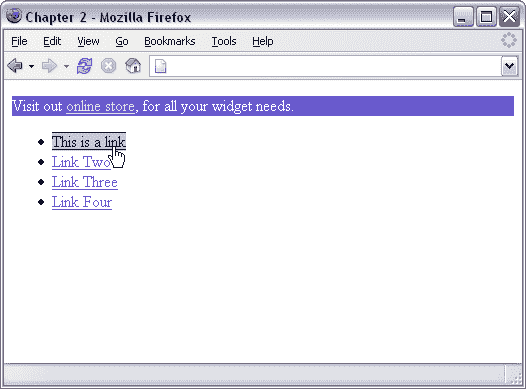 Chapter 2 - Mozilla Firefox
File Edit View Go Bookmarks Tools Help
Visit out online store, for all your widget needs.
This is a link
Link Two
Link Three
Link Four